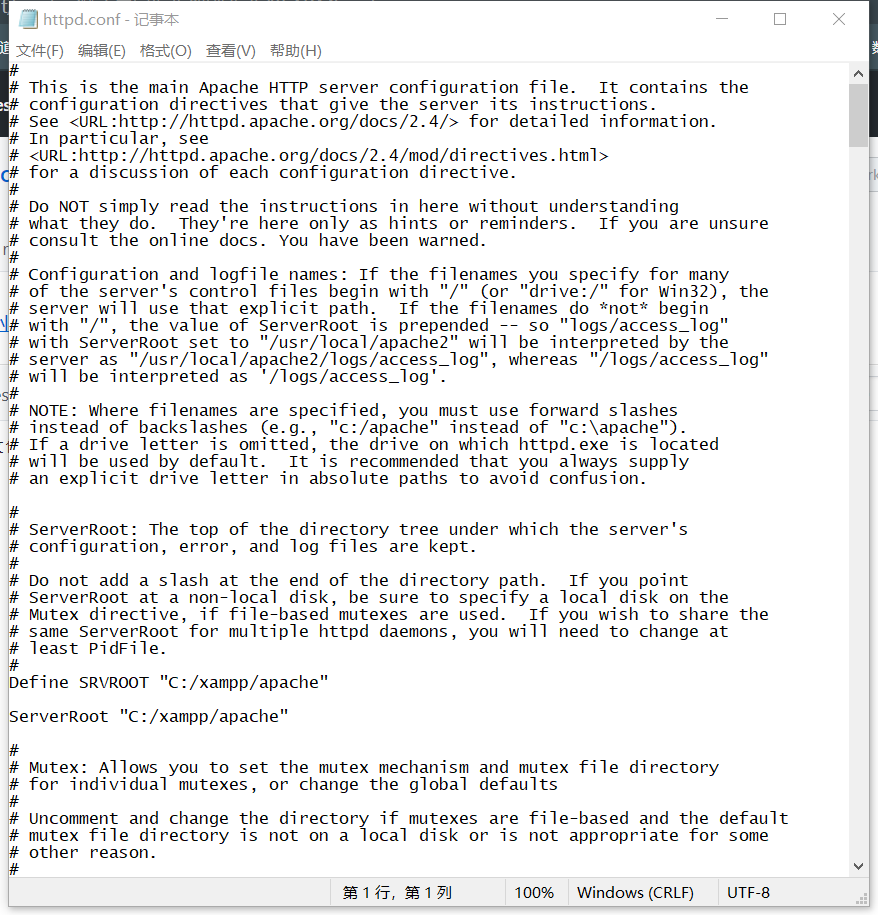 httpd.conf - 记事本
文件(F) 编辑(E) 格式(O) 查看(V) 帮助(H)
#
# This is the main Apache HTTP server configuration file.  It contains the
# configuration directives that give the server its instructions.
# See <URL:http://httpd.apache.org/docs/2.4/> for detailed information.
# In particular, see
# <URL:http://httpd.apache.org/docs/2.4/mod/directives.html>
# for a discussion of each configuration directive.
#
# Do NOT simply read the instructions in here without understanding
# what they do.  They're here only as hints or reminders.  If you are unsure
# consult the online docs. You have been warned.
#
# Configuration and logfile names: If the filenames you specify for many
# of the server's control files begin with "/" (or "drive:/" for Win32), the
# server will use that explicit path.  If the filenames do *not* begin
# with "/", the value of ServerRoot is prepended -- so "logs/access_log"
# with ServerRoot set to "/usr/local/apache2" will be interpreted by the
# server as "/usr/local/apache2/logs/access_log", whereas "/logs/access_log"
# will be interpreted as '/logs/access_log'.
#
# NOTE: Where filenames are specified, you must use forward slashes
# instead of backslashes (e.g., "c:/apache" instead of "c:\apache").
# If a drive letter is omitted, the drive on which httpd.exe is located
# will be used by default.  It is recommended that you always supply
# an explicit drive letter in absolute paths to avoid confusion.

#
# ServerRoot: The top of the directory tree under which the server's
# configuration, error, and log files are kept.
#
# Do not add a slash at the end of the directory path.  If you point
# ServerRoot at a non-local disk, be sure to specify a local disk on the
# Mutex directive, if file-based mutexes are used.  If you wish to share the
# same ServerRoot for multiple httpd daemons, you will need to change at
# least PidFile.
#
Define SRVROOT "C:/xampp/apache"

ServerRoot "C:/xampp/apache"

#
# Mutex: Allows you to set the mutex mechanism and mutex file directory
# for individual mutexes, or change the global defaults
#
# Uncomment and change the directory if mutexes are file-based and the default
# mutex file directory is not on a local disk or is not appropriate for some
# other reason.
#
第 1 行，第 1 列 100% Windows (CRLF) UTF-8